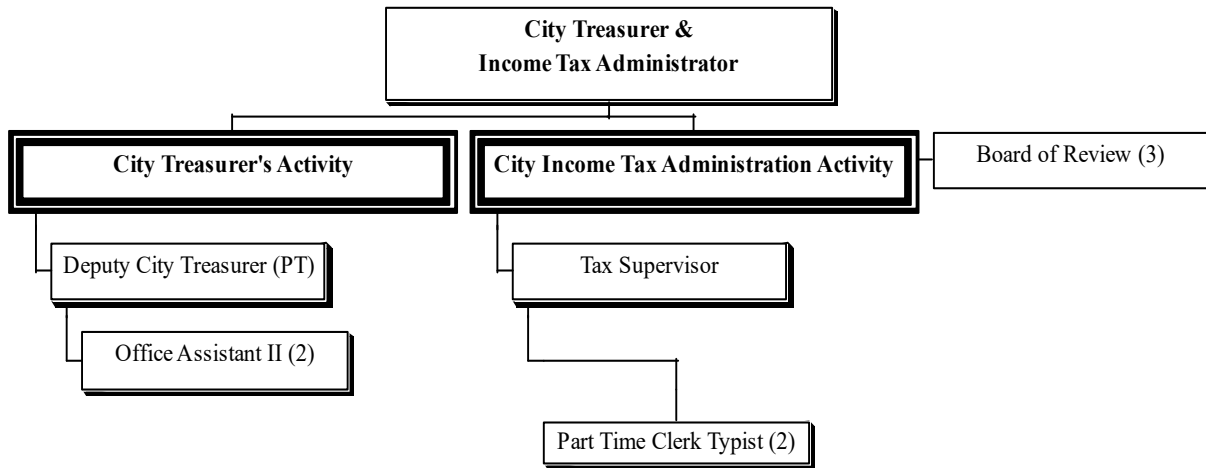 City Treasurer &
Income Tax Administrator
City Treasurer's Activity
City Income Tax Administration Activity
Board of Review (3)
Deputy City Treasurer (PT)
Tax Supervisor
Office Assistant II (2)
Part Time Clerk Typist (2)